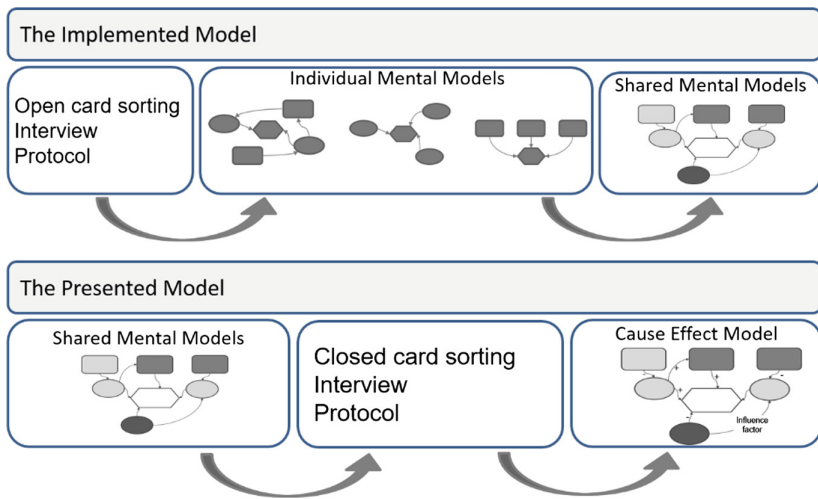 The Implemented Model
Open card sorting
Interview
Protocol
Individual Mental Models
Shared Mental Models
The Presented Model
Shared Mental Models
Closed card sorting
Interview
Protocol
Cause Effect Model
-
+
+
+
-
-
Influence
factor